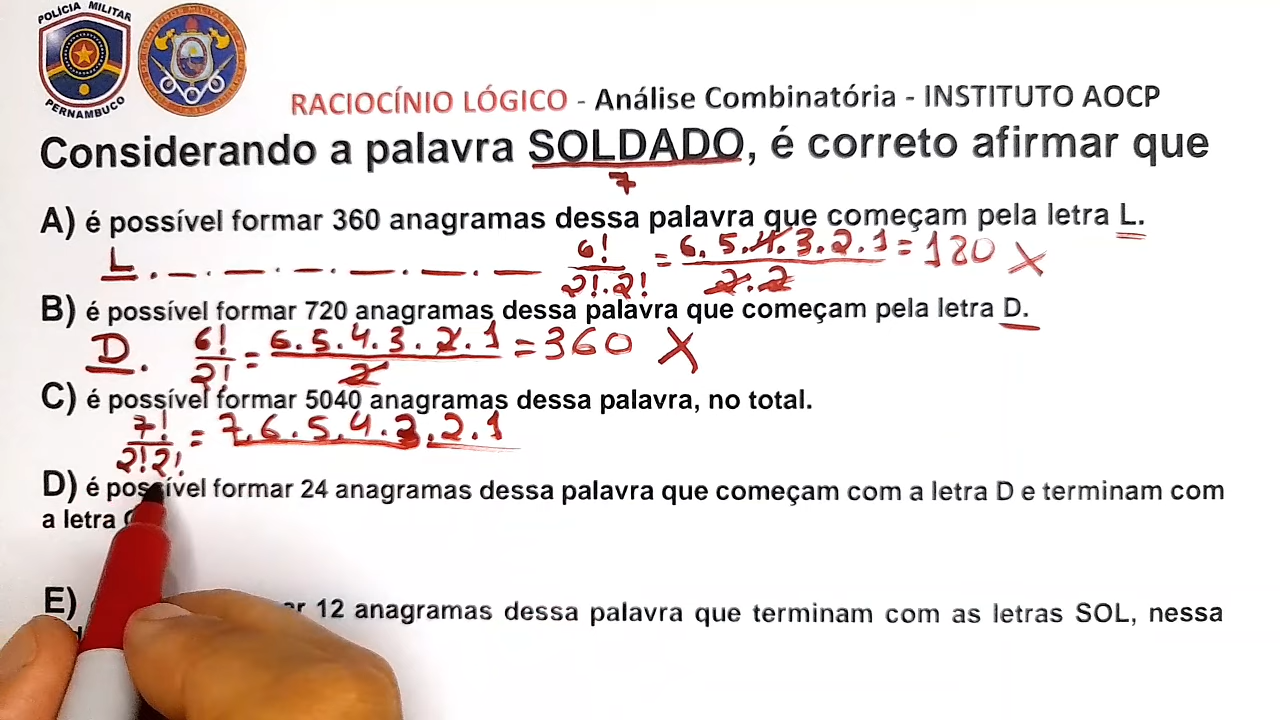 POLÍCIA MILITAR
PERNAMBUCO
RACIOCÍNIO LÓGICO - Análise Combinatória - INSTITUTO AOCP
Considerando a palavra SOLDADO, é correto afirmar que
7
A) é possível formar 360 anagramas dessa palavra que começam pela letra L.
L. _ . _ . _ . _ . _ . _ 6!/2!.2! = 6.5.4.3.2.1/2.2 = 180 X
B) é possível formar 720 anagramas dessa palavra que começam pela letra D.
D. 6!/2! = 6.5.4.3.2.1/2 = 360 X
C) é possível formar 5040 anagramas dessa palavra, no total.
7!/2!2! = 7.6.5.4.3.2.1
D) é possível formar 24 anagramas dessa palavra que começam com a letra D e terminam com
a letra
E) 12 anagramas dessa palavra que terminam com as letras SOL, nessa